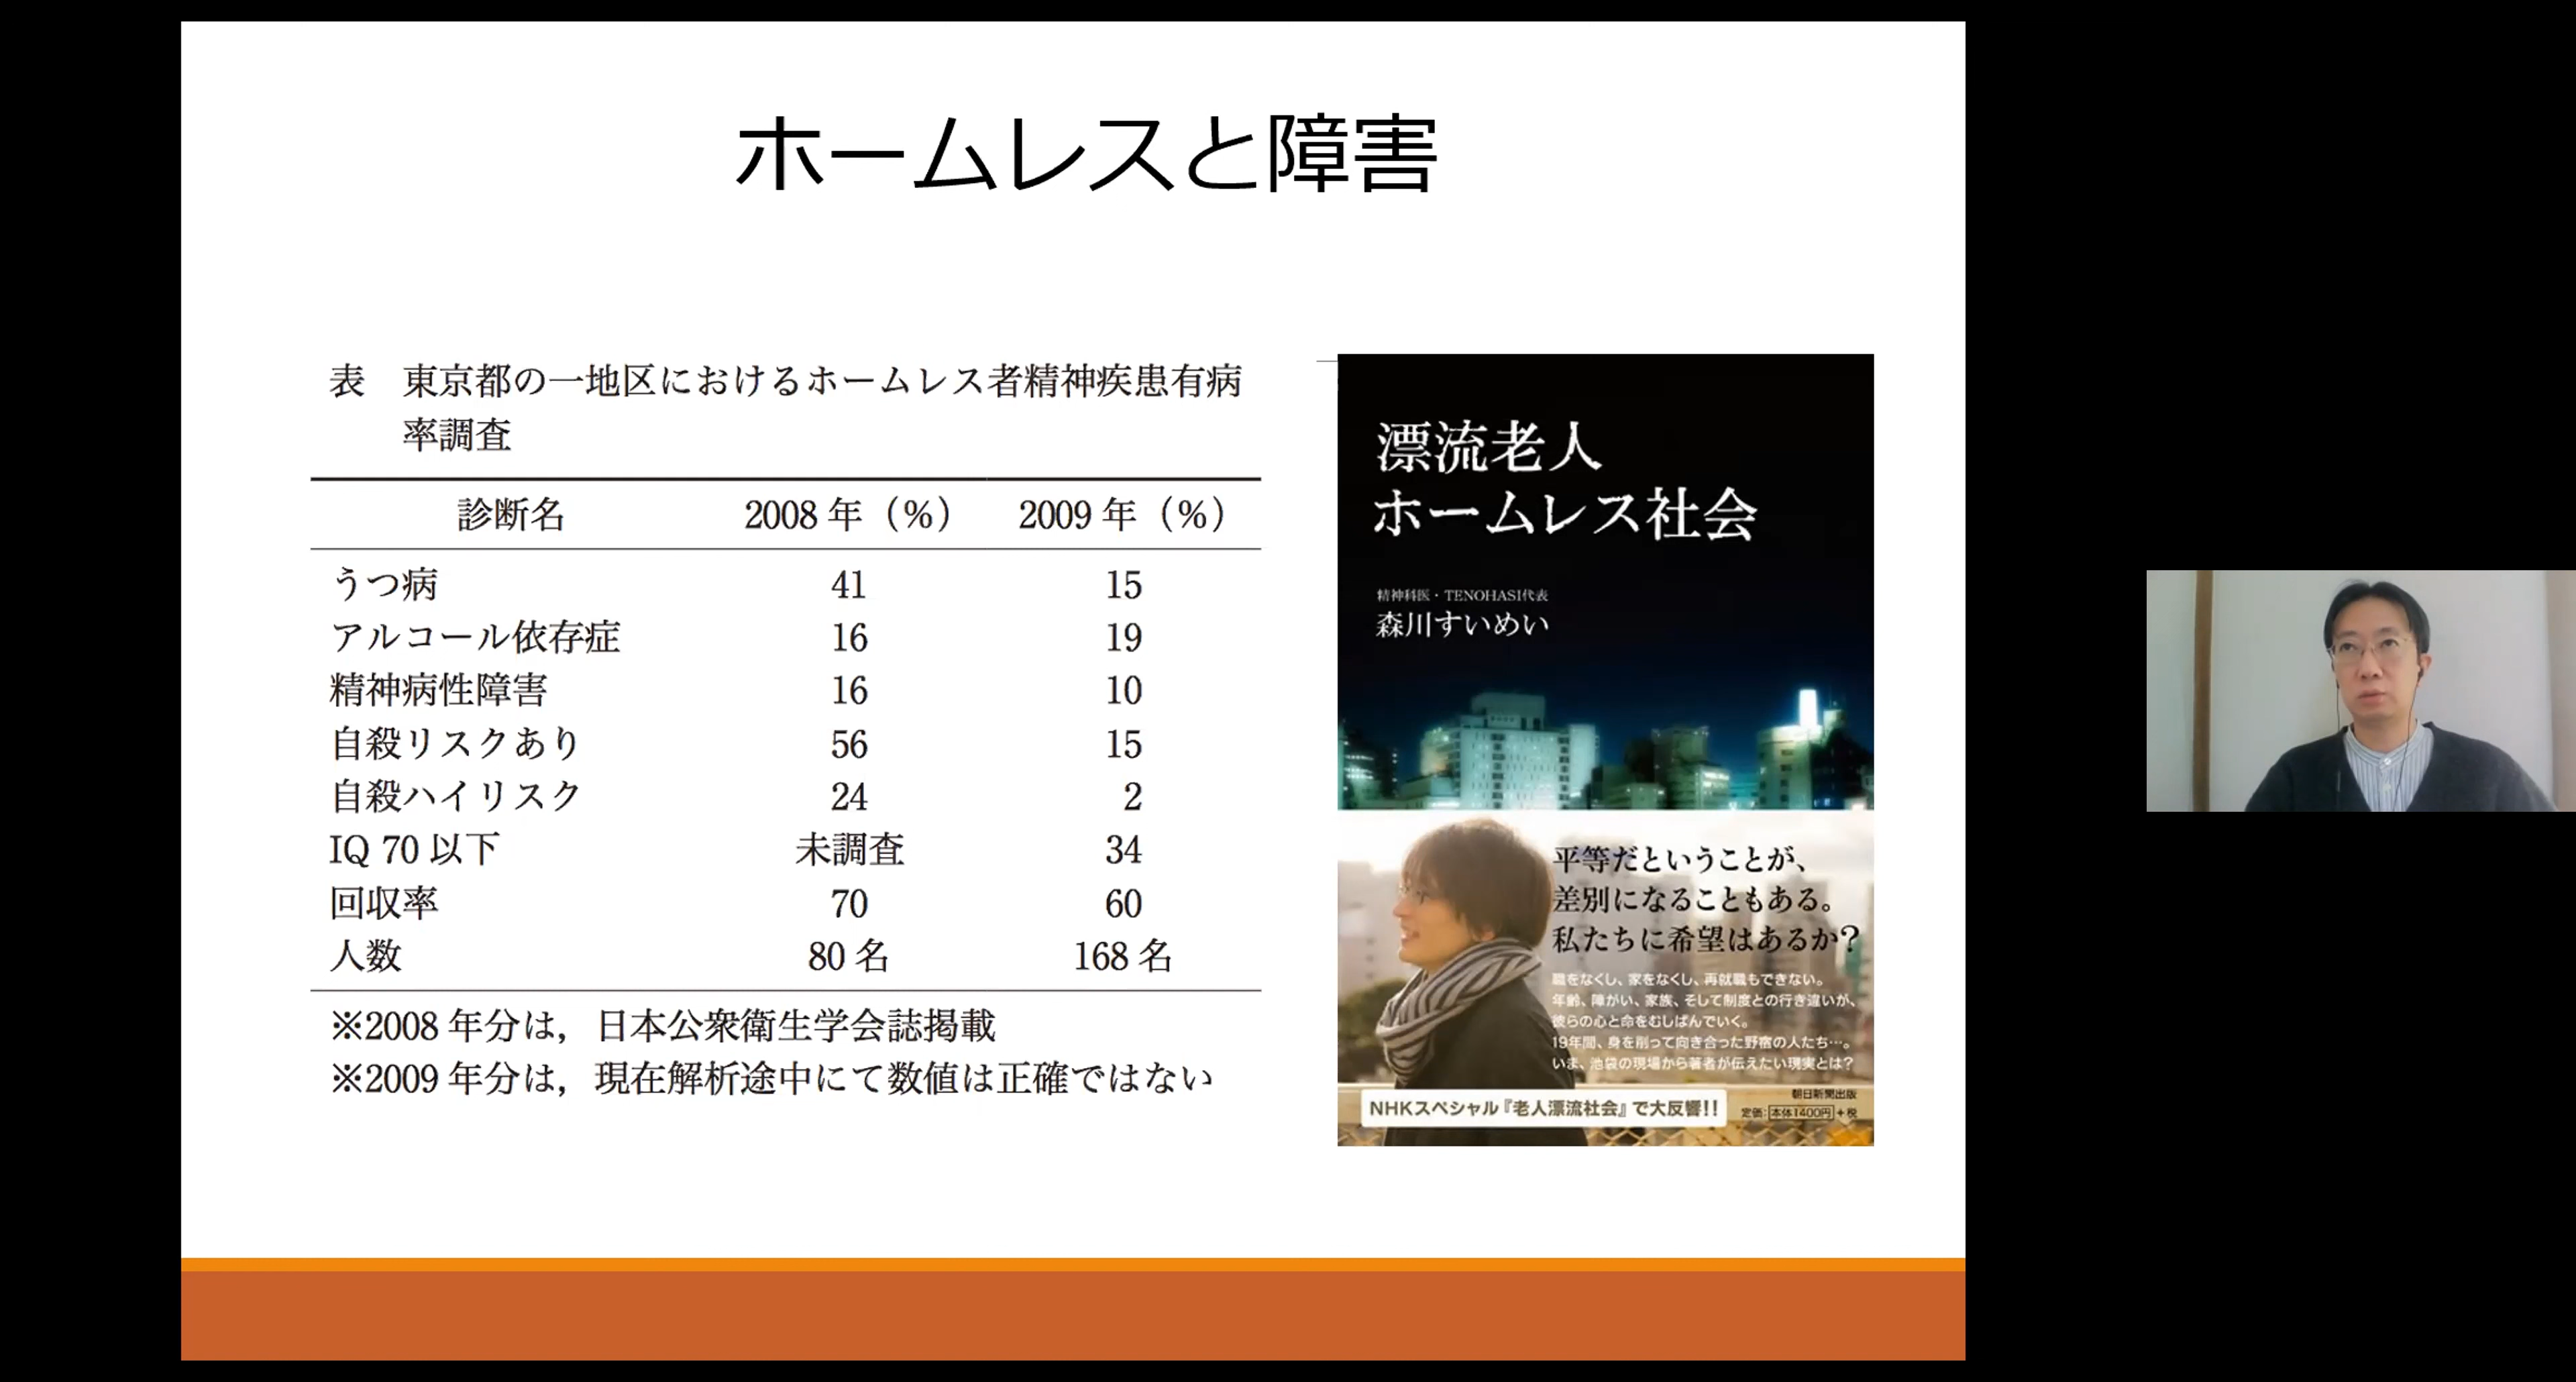 ホームレスと障害
表　東京都の一地区におけるホームレス者精神疾患有病
率調査
診断名　2008 年（%）　2009 年（%）
うつ病　41　15
アルコール依存症　16　19
精神病性障害　16　10
自殺リスクあり　56　15
自殺ハイリスク　24　2
IQ 70 以下　未調査　34
回収率　70　60
人数　80 名　168 名
※2008 年分は，日本公衆衛生学会誌掲載
※2009 年分は，現在解析途中にて数値は正確ではない
漂流老人
ホームレス社会
精神科医・TENOHASI代表
森川すいめい
平等だということが、
差別になることもある。
私たちに希望はあるか?
職をなくし、家をなくし、再就職もできない。
年齢、障がい、家族、そして制度との行き違いが、
彼らの心と命をむしばんでいく。
19年間、身を削って向き合った野宿の人たち…。
いま、池袋の現場から著者が伝えたい現実とは?
NHKスペシャル『老人漂流社会』で大反響!!
朝日新聞出版
定価:本体1400円+税